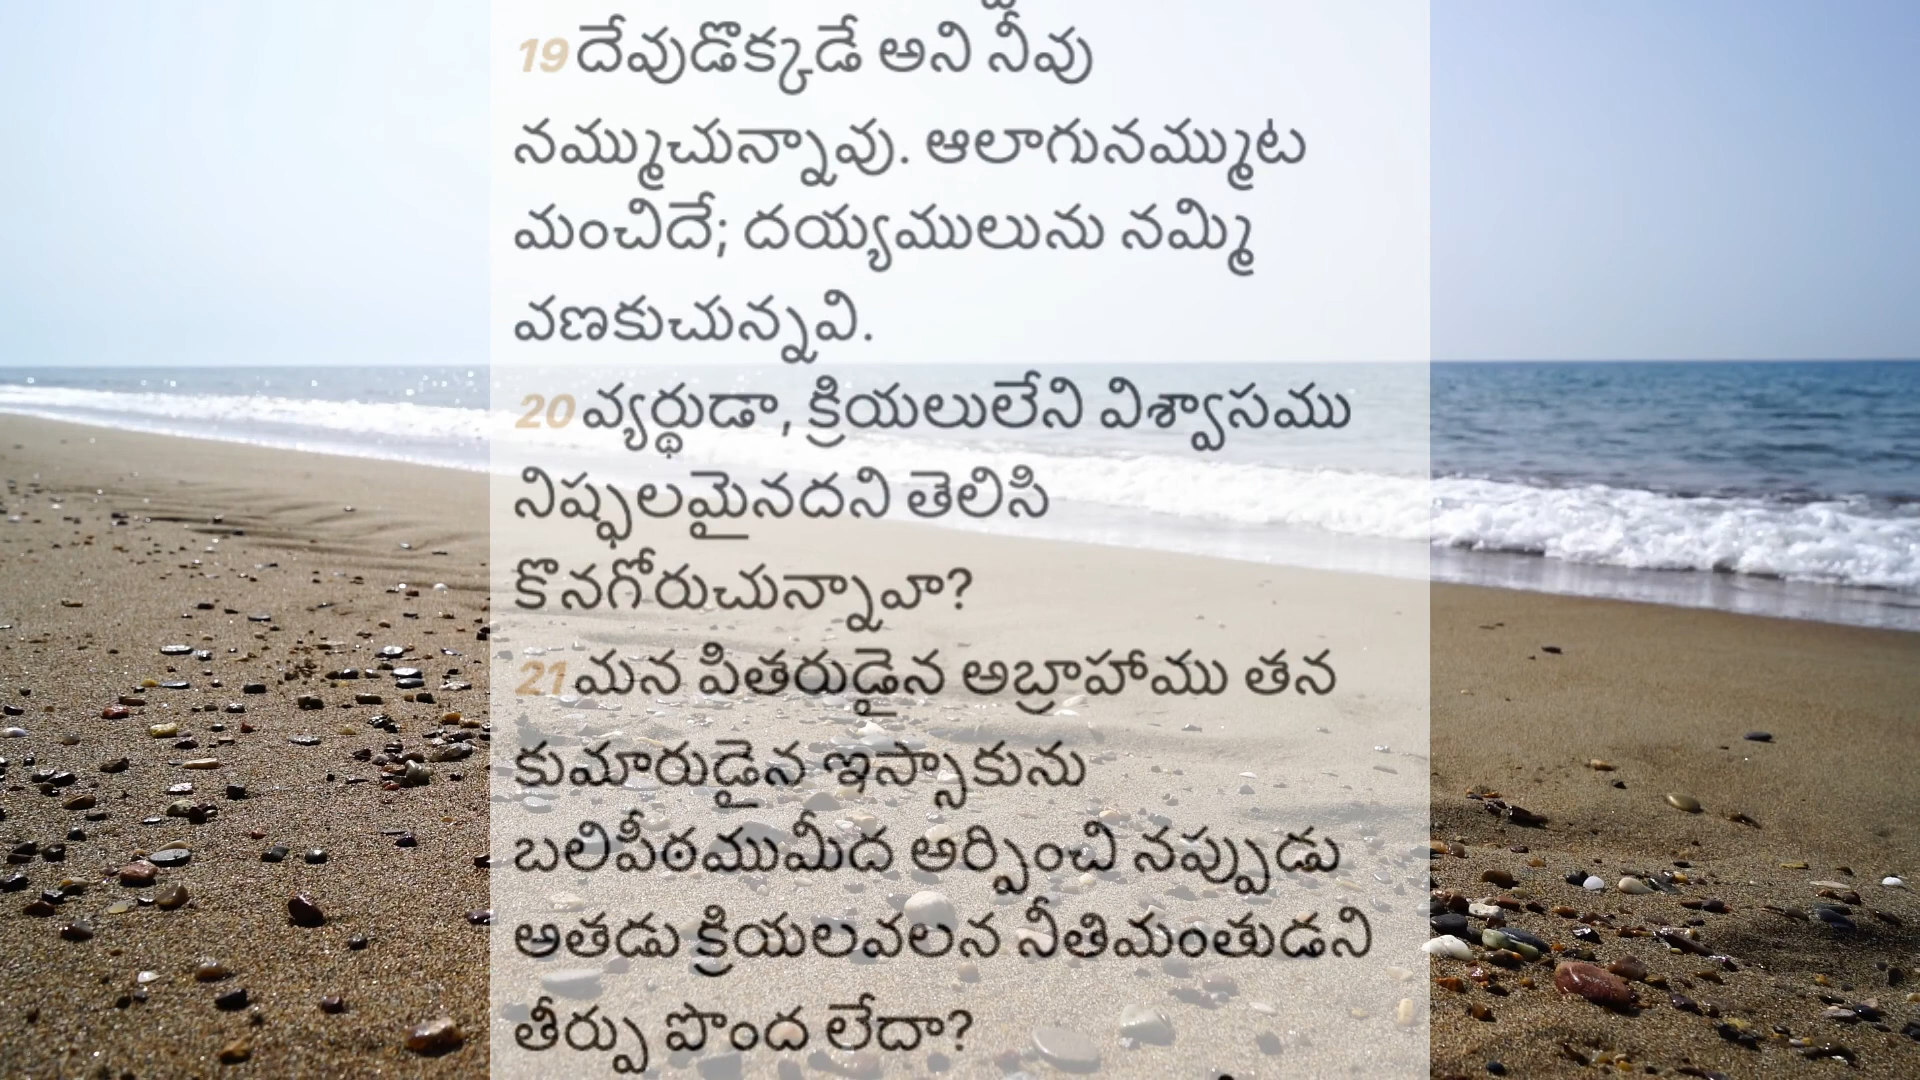 19 దేవుడొక్కడే అని నీవు
నమ్ముచున్నావు. ఆలాగునమ్ముట
మంచిదే; దయ్యములును నమ్మి
వణకుచున్నవి.
20 వ్యర్థుడా, క్రియలులేని విశ్వాసము
నిష్ఫలమైనదని తెలిసి
కొనగోరుచున్నావా?
21 మన పితరుడైన అబ్రాహాము తన
కుమారుడైన ఇస్సాకును
బలిపీఠముమీద అర్పించి నప్పుడు
అతడు క్రియలవలన నీతిమంతుడని
తీర్పు పొంద లేదా?